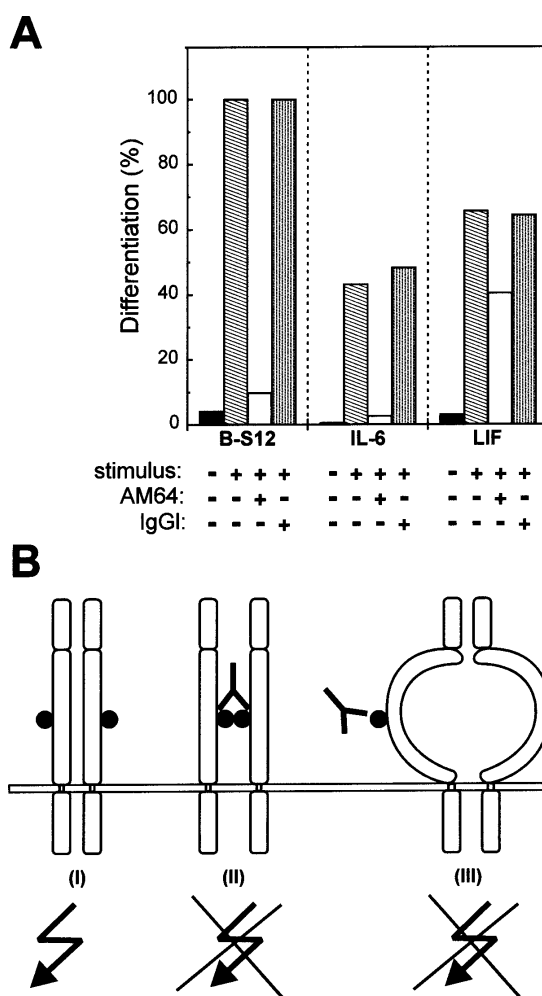 A
Differentiation (%)
100
80
60
40
20
0
B-S12 IL-6 LIF
stimulus: - + + + - + + + - + + +
AM64: - - + - - - + - - - + -
IgGI: - - - + - - - + - - - +
B
(I) (II) (III)